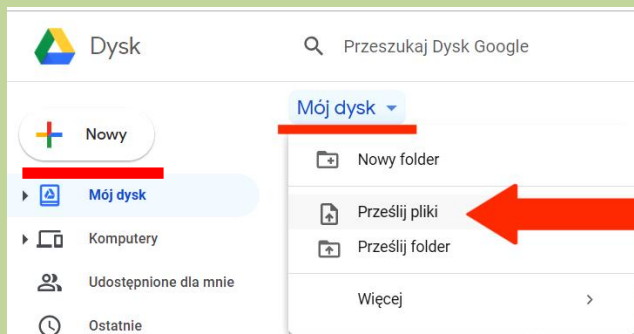 Dysk
Przeszukaj Dysk Google
Mój dysk
Nowy
Nowy folder
Mój dysk
Prześlij pliki
Komputery
Prześlij folder
Udostępnione dla mnie
Więcej
Ostatnie